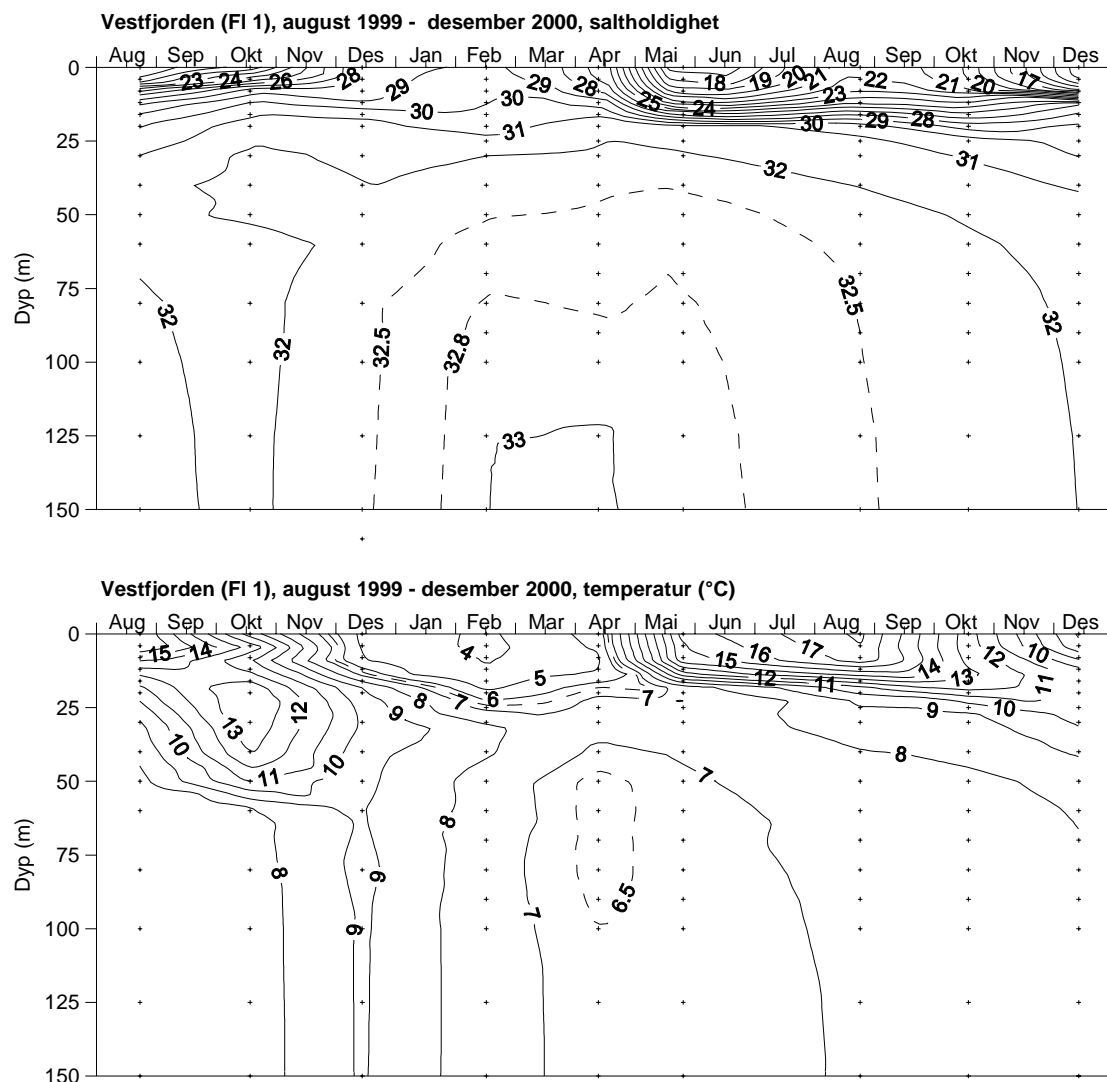 Vestfjorden (Fl 1), august 1999 - desember 2000, saltholdighet
Aug Sep Okt Nov Des Jan Feb Mar Apr Mai Jun Jul Aug Sep Okt Nov Des
0
23 24 26 28 29 29 28 25 18 19 20 21 22 21 20 17
30 30 24 23
31 30 29 28
25
32 31
50
Dyp (m)
75
32 32 32.5 32.8 32.5 32
100
125
33
150
Vestfjorden (Fl 1), august 1999 - desember 2000, temperatur (°C)
Aug Sep Okt Nov Des Jan Feb Mar Apr Mai Jun Jul Aug Sep Okt Nov Des
0
15 14 4 15 16 17 14 12 10
5 12 11 13 11
9 8 7 6 7 9 10
25
13 12
10 11 10 7 8
50
8
Dyp (m)
75
8 9 6.5
7
9
100
125
150